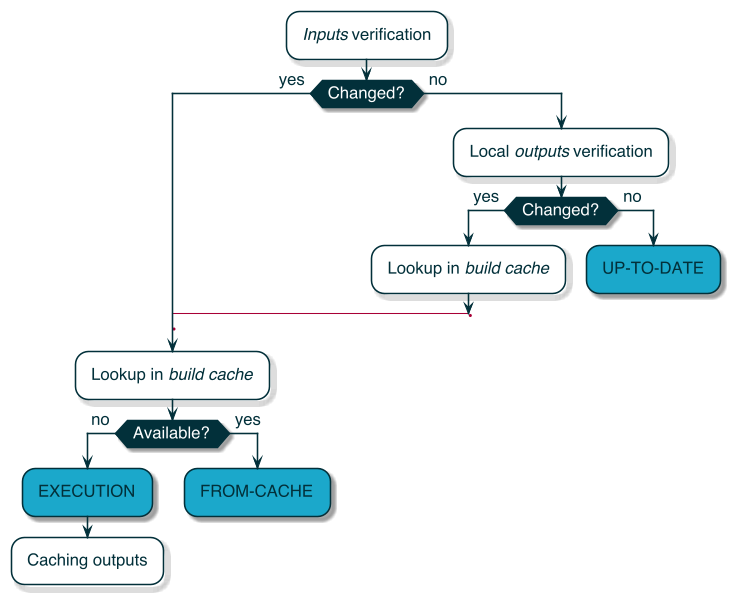 Inputs verification
yes
Changed?
no
Local outputs verification
yes
Changed?
no
Lookup in build cache
UP-TO-DATE
Lookup in build cache
no
Available?
yes
EXECUTION
FROM-CACHE
Caching outputs